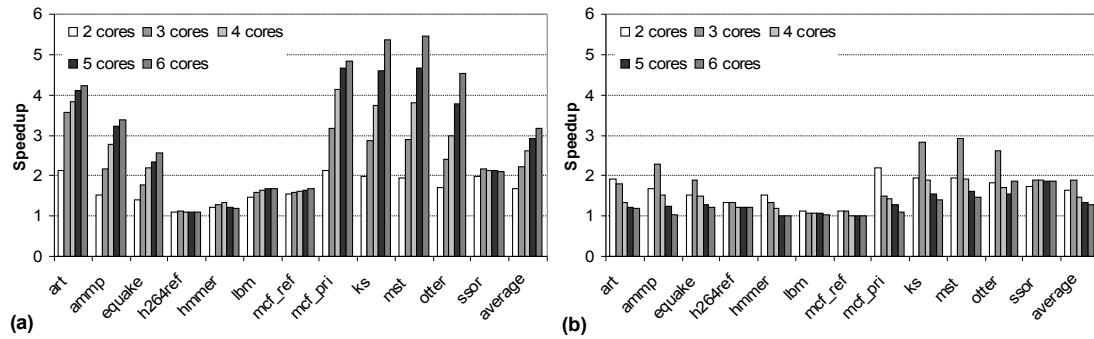 6
5
4
3
2
1
0
Speedup
2 cores 3 cores 4 cores
5 cores 6 cores
art
ammp
equake
h264ref
hmmer
lbm
mcf_ref
mcf_pri
ks
mst
otter
ssor
average
(a)
6
5
4
3
2
1
0
Speedup
2 cores 3 cores 4 cores
5 cores 6 cores
art
ammp
equake
h264ref
hmmer
lbm
mcf_ref
mcf_pri
ks
mst
otter
ssor
average
(b)